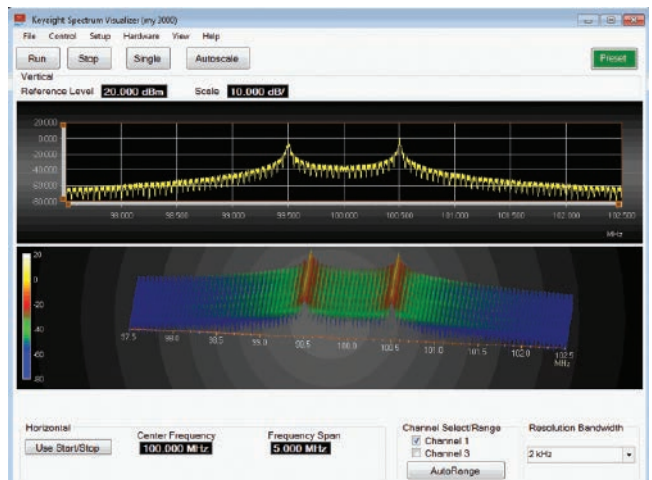 Keysight Spectrum Visualizer (my 3000)
File Control Setup Hardware View Help
Run Stop Single Autoscale Preset
Vertical
Reference Level 20.000 dBm Scale 10.000 dB/
20.000
0.000
-20.000
-40.000
-60.000
-80.000
98.000 98.500 99.000 99.500 100.000 100.500 101.000 101.500 102.000 102.500
MHz
20
0
-20
-40
-60
-80
97.5 98.0 98.5 99.0 99.5 100.0 100.5 101.0 101.5 102.0 102.5
MHz
Horizontal
Use Start/Stop
Center Frequency
100.000 MHz
Frequency Span
5.000 MHz
Channel Select/Range
Channel 1
Channel 3
AutoRange
Resolution Bandwidth
2 kHz